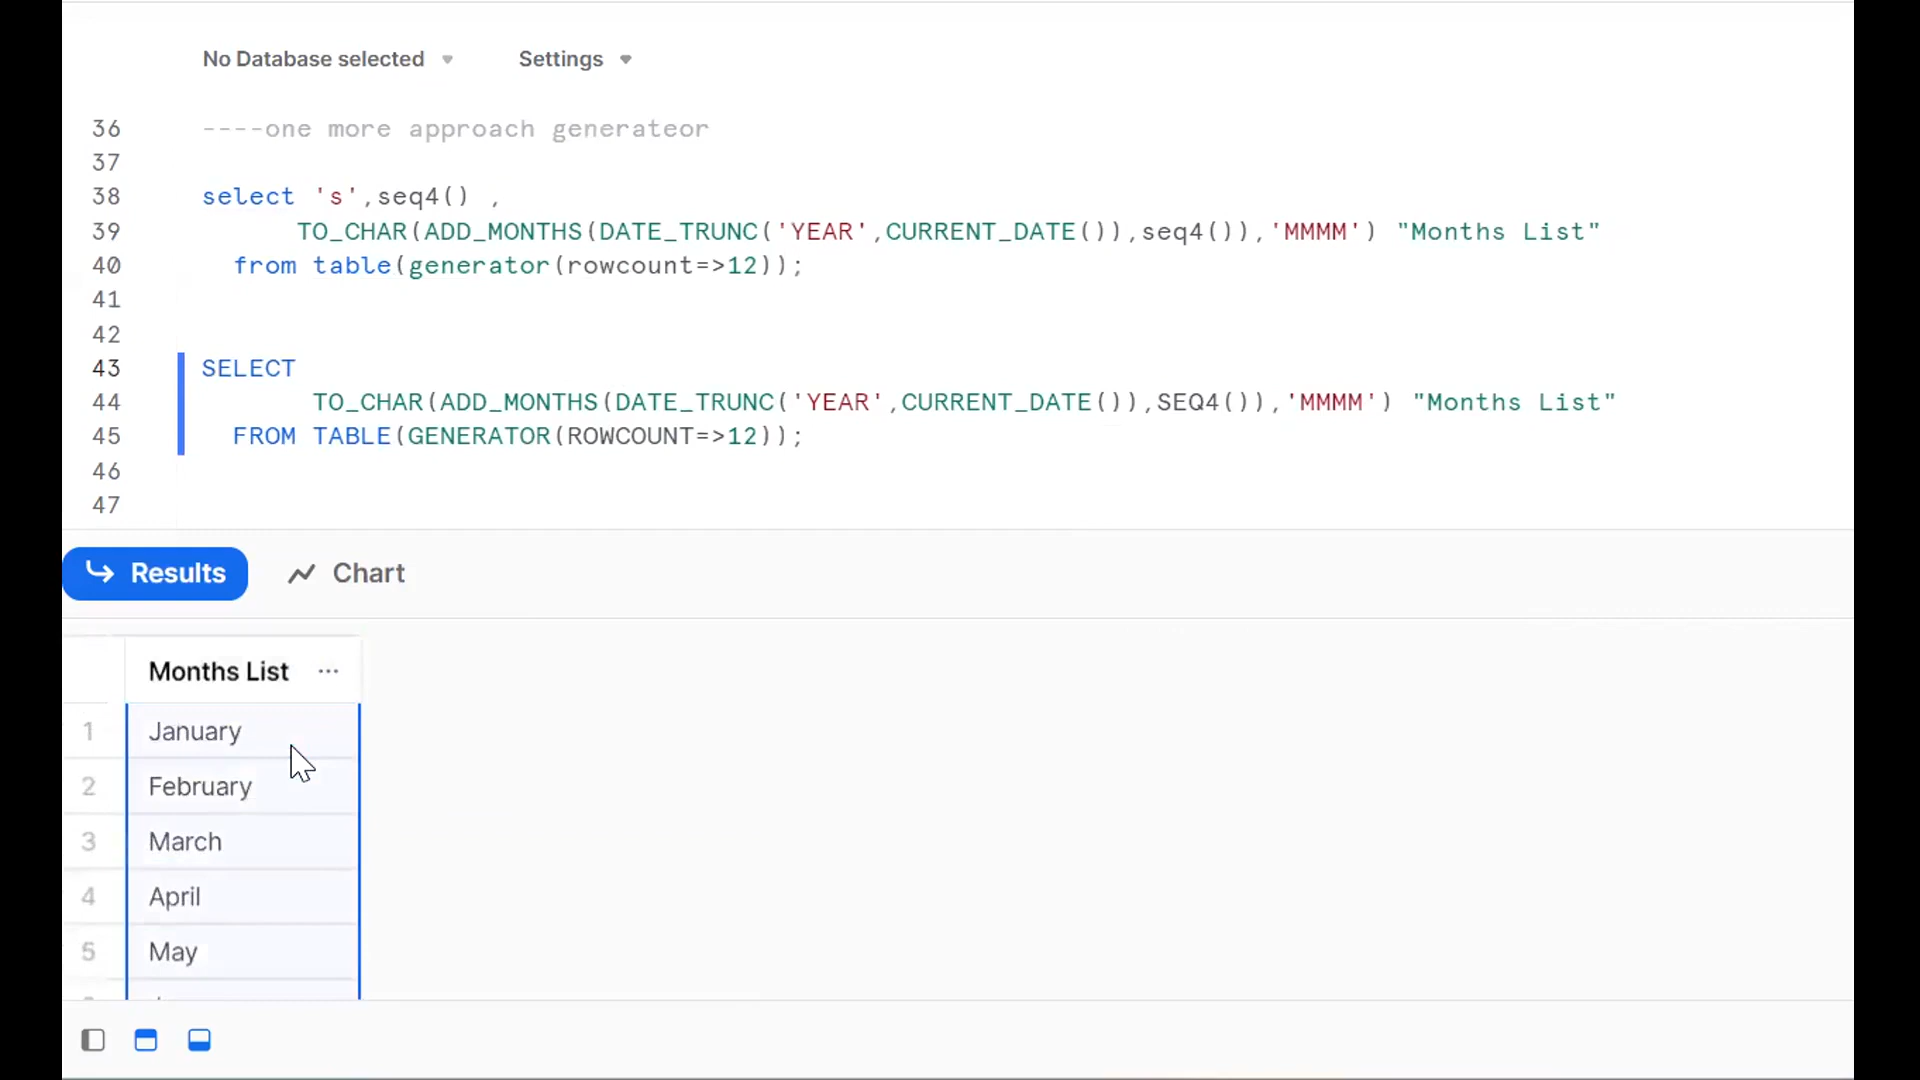 No Database selected Settings
36 ----one more approach generateor
37
38 select 's',seq4() ,
39 TO_CHAR(ADD_MONTHS(DATE_TRUNC('YEAR',CURRENT_DATE()),seq4()),'MMMM') "Months List"
40 from table(generator(rowcount=>12));
41
42
43 SELECT
44 TO_CHAR(ADD_MONTHS(DATE_TRUNC('YEAR',CURRENT_DATE()),SEQ4()),'MMMM') "Months List"
45 FROM TABLE(GENERATOR(ROWCOUNT=>12));
46
47
Results Chart
Months List ...
1 January
2 February
3 March
4 April
5 May